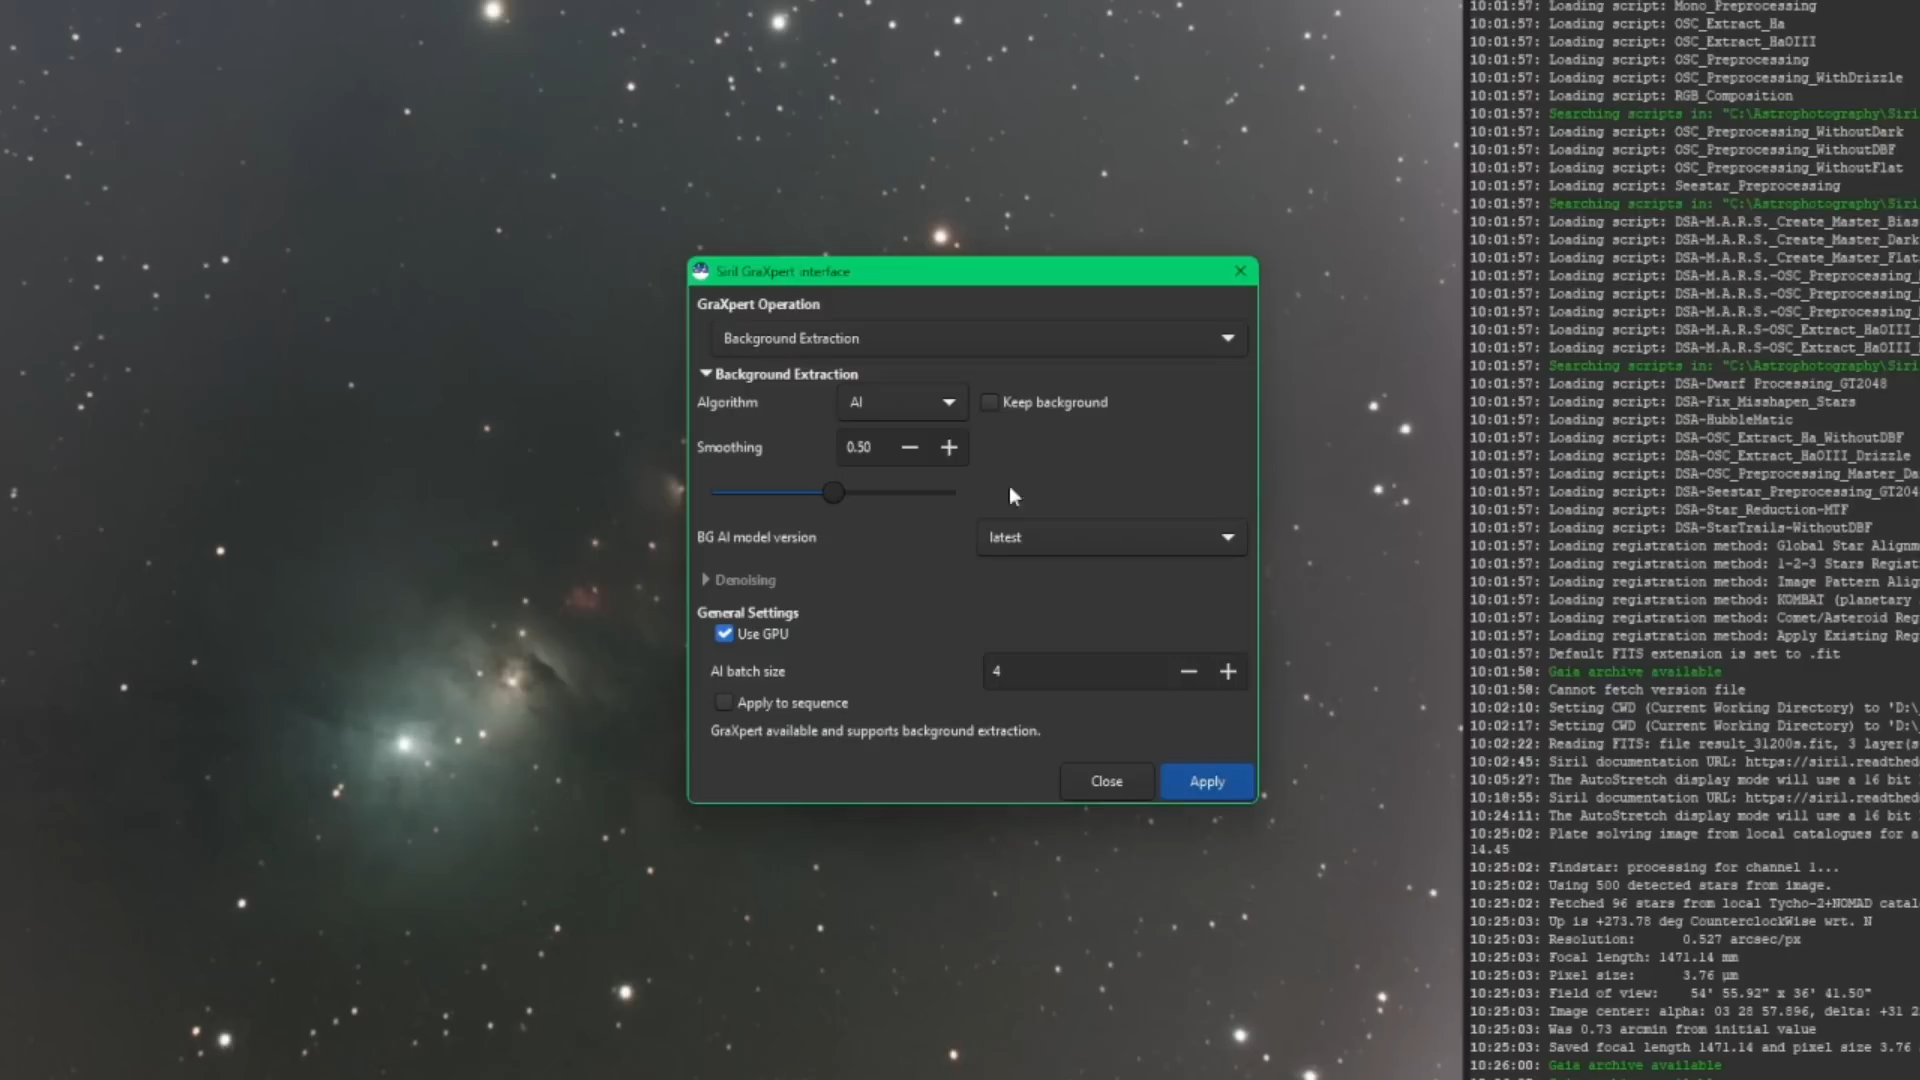 Siril GraXpert interface
GraXpert Operation
Background Extraction
Background Extraction
Algorithm
AI
Keep background
Smoothing
0.50
BG AI model version
latest
Denoising
General Settings
Use GPU
AI batch size
4
Apply to sequence
GraXpert available and supports background extraction.
Close
Apply
10:01:57: Loading script: Mono_Preprocessing
10:01:57: Loading script: OSC_Extract_Ha
10:01:57: Loading script: OSC_Extract_HaOIII
10:01:57: Loading script: OSC_Preprocessing
10:01:57: Loading script: OSC_Preprocessing_WithDrizzle
10:01:57: Loading script: RGB_Composition
10:01:57: Searching scripts in: "C:\Astrophotography\Siri
10:01:57: Loading script: OSC_Preprocessing_WithoutDark
10:01:57: Loading script: OSC_Preprocessing_WithoutDBF
10:01:57: Loading script: OSC_Preprocessing_WithoutFlat
10:01:57: Loading script: Seestar_Preprocessing
10:01:57: Searching scripts in: "C:\Astrophotography\Siri
10:01:57: Loading script: DSA-M.A.R.S._Create_Master_Bias
10:01:57: Loading script: DSA-M.A.R.S._Create_Master_Dark
10:01:57: Loading script: DSA-M.A.R.S._Create_Master_Flat
10:01:57: Loading script: DSA-M.A.R.S.-OSC_Preprocessing_
10:01:57: Loading script: DSA-M.A.R.S.-OSC_Preprocessing_
10:01:57: Loading script: DSA-M.A.R.S.-OSC_Preprocessing_
10:01:57: Loading script: DSA-M.A.R.S-OSC_Extract_HaOIII_
10:01:57: Loading script: DSA-M.A.R.S-OSC_Extract_HaOIII_
10:01:57: Searching scripts in: "C:\Astrophotography\Siri
10:01:57: Loading script: DSA-Dwarf Processing_GT2048
10:01:57: Loading script: DSA-Fix_Misshapen_Stars
10:01:57: Loading script: DSA-HubbleMatic
10:01:57: Loading script: DSA-OSC_Extract_Ha_WithoutDBF
10:01:57: Loading script: DSA-OSC_Extract_HaOIII_Drizzle
10:01:57: Loading script: DSA-OSC_Preprocessing_Master_Da
10:01:57: Loading script: DSA-Seestar_Preprocessing_GT204
10:01:57: Loading script: DSA-Star_Reduction-MTF
10:01:57: Loading script: DSA-StarTrails-WithoutDBF
10:01:57: Loading registration method: Global Star Alignm
10:01:57: Loading registration method: 1-2-3 Stars Regist
10:01:57: Loading registration method: Image Pattern Alig
10:01:57: Loading registration method: KOMBAT (planetary
10:01:57: Loading registration method: Comet/Asteroid Reg
10:01:57: Loading registration method: Apply Existing Reg
10:01:57: Default FITS extension is set to .fit
10:01:58: Gaia archive available
10:01:58: Cannot fetch version file
10:02:10: Setting CWD (Current Working Directory) to 'D:\
10:02:17: Setting CWD (Current Working Directory) to 'D:\
10:02:22: Reading FITS: file result_31200s.fit, 3 layer(s
10:02:45: Siril documentation URL: https://siril.readthed
10:05:27: The AutoStretch display mode will use a 16 bit
10:18:55: Siril documentation URL: https://siril.readthed
10:24:11: The AutoStretch display mode will use a 16 bit
10:25:02: Plate solving image from local catalogues for a
14.45
10:25:02: Findstar: processing for channel 1...
10:25:02: Using 500 detected stars from image.
10:25:02: Fetched 96 stars from local Tycho-2+NOMAD catal
10:25:03: Up is +273.78 deg CounterclockWise wrt. N
10:25:03: Resolution: 0.527 arcsec/px
10:25:03: Focal length: 1471.14 mm
10:25:03: Pixel size: 3.76 µm
10:25:03: Field of view: 54' 55.92" x 36' 41.50"
10:25:03: Image center: alpha: 03 28 57.896, delta: +31 2
10:25:03: Was 0.73 arcmin from initial value
10:25:03: Saved focal length 1471.14 and pixel size 3.76
10:26:00: Gaia archive available